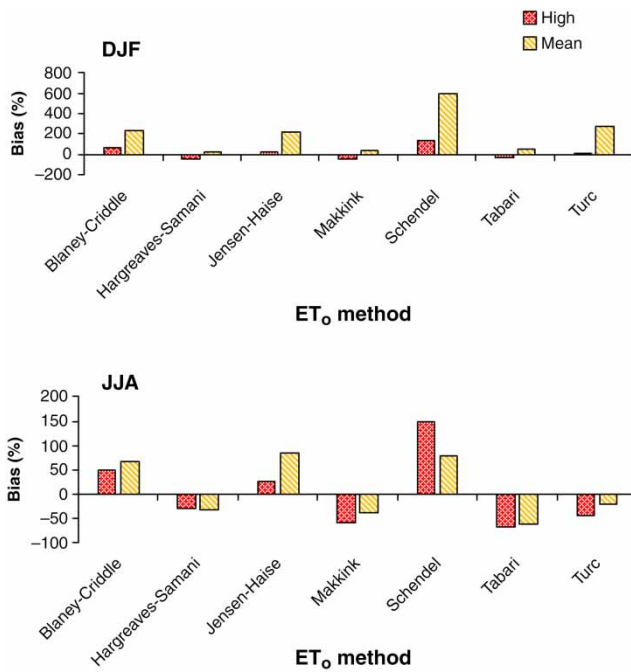 High
Mean
DJF
Bias (%)
800
600
400
200
0
−200
Blaney-Criddle
Hargreaves-Samani
Jensen-Haise
Makkink
Schendel
Tabari
Turc
ETo method
JJA
Bias (%)
200
150
100
50
0
−50
−100
Blaney-Criddle
Hargreaves-Samani
Jensen-Haise
Makkink
Schendel
Tabari
Turc
ETo method